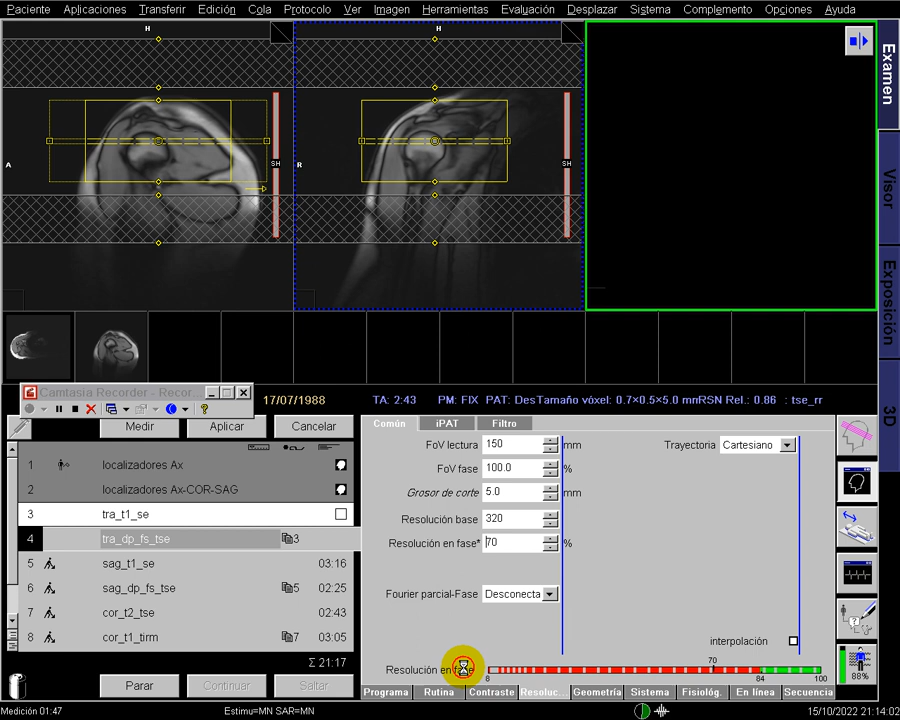 Paciente Aplicaciones Transferir Edición Cola Protocolo Ver Imagen Herramientas Evaluación Desplazar Sistema Complemento Opciones Ayuda
H
H
A
SH
R
SH
Examen
Visor
Exposición
3D
Camtasia Recorder - Recor...
17/07/1988
TA: 2:43 PM: FIX PAT: DesTamaño vóxel: 0.7×0.5×5.0 mmRSN Rel.: 0.86 : tse_rr
Medir Aplicar Cancelar
1 localizadores Ax
2 localizadores Ax-COR-SAG
3 tra_t1_se
4 tra_dp_fs_tse 3
5 sag_t1_se 03:16
6 sag_dp_fs_tse 5 02:25
7 cor_t2_tse 02:43
8 cor_t1_tirm 7 03:05
Σ 21:17
Parar Continuar Saltar
Común iPAT Filtro
FoV lectura 150 mm
Trayectoria Cartesiano
FoV fase 100.0 %
Grosor de corte 5.0 mm
Resolución base 320
Resolución en fase* 70 %
Fourier parcial-Fase Desconecta
interpolación
Resolución en fase
70
8 84 100
Programa Rutina Contraste Resoluc... Geometría Sistema Fisiológ. En línea Secuencia
88%
Medición 01:47 Estimu=MN SAR=MN 15/10/2022 21:14:02